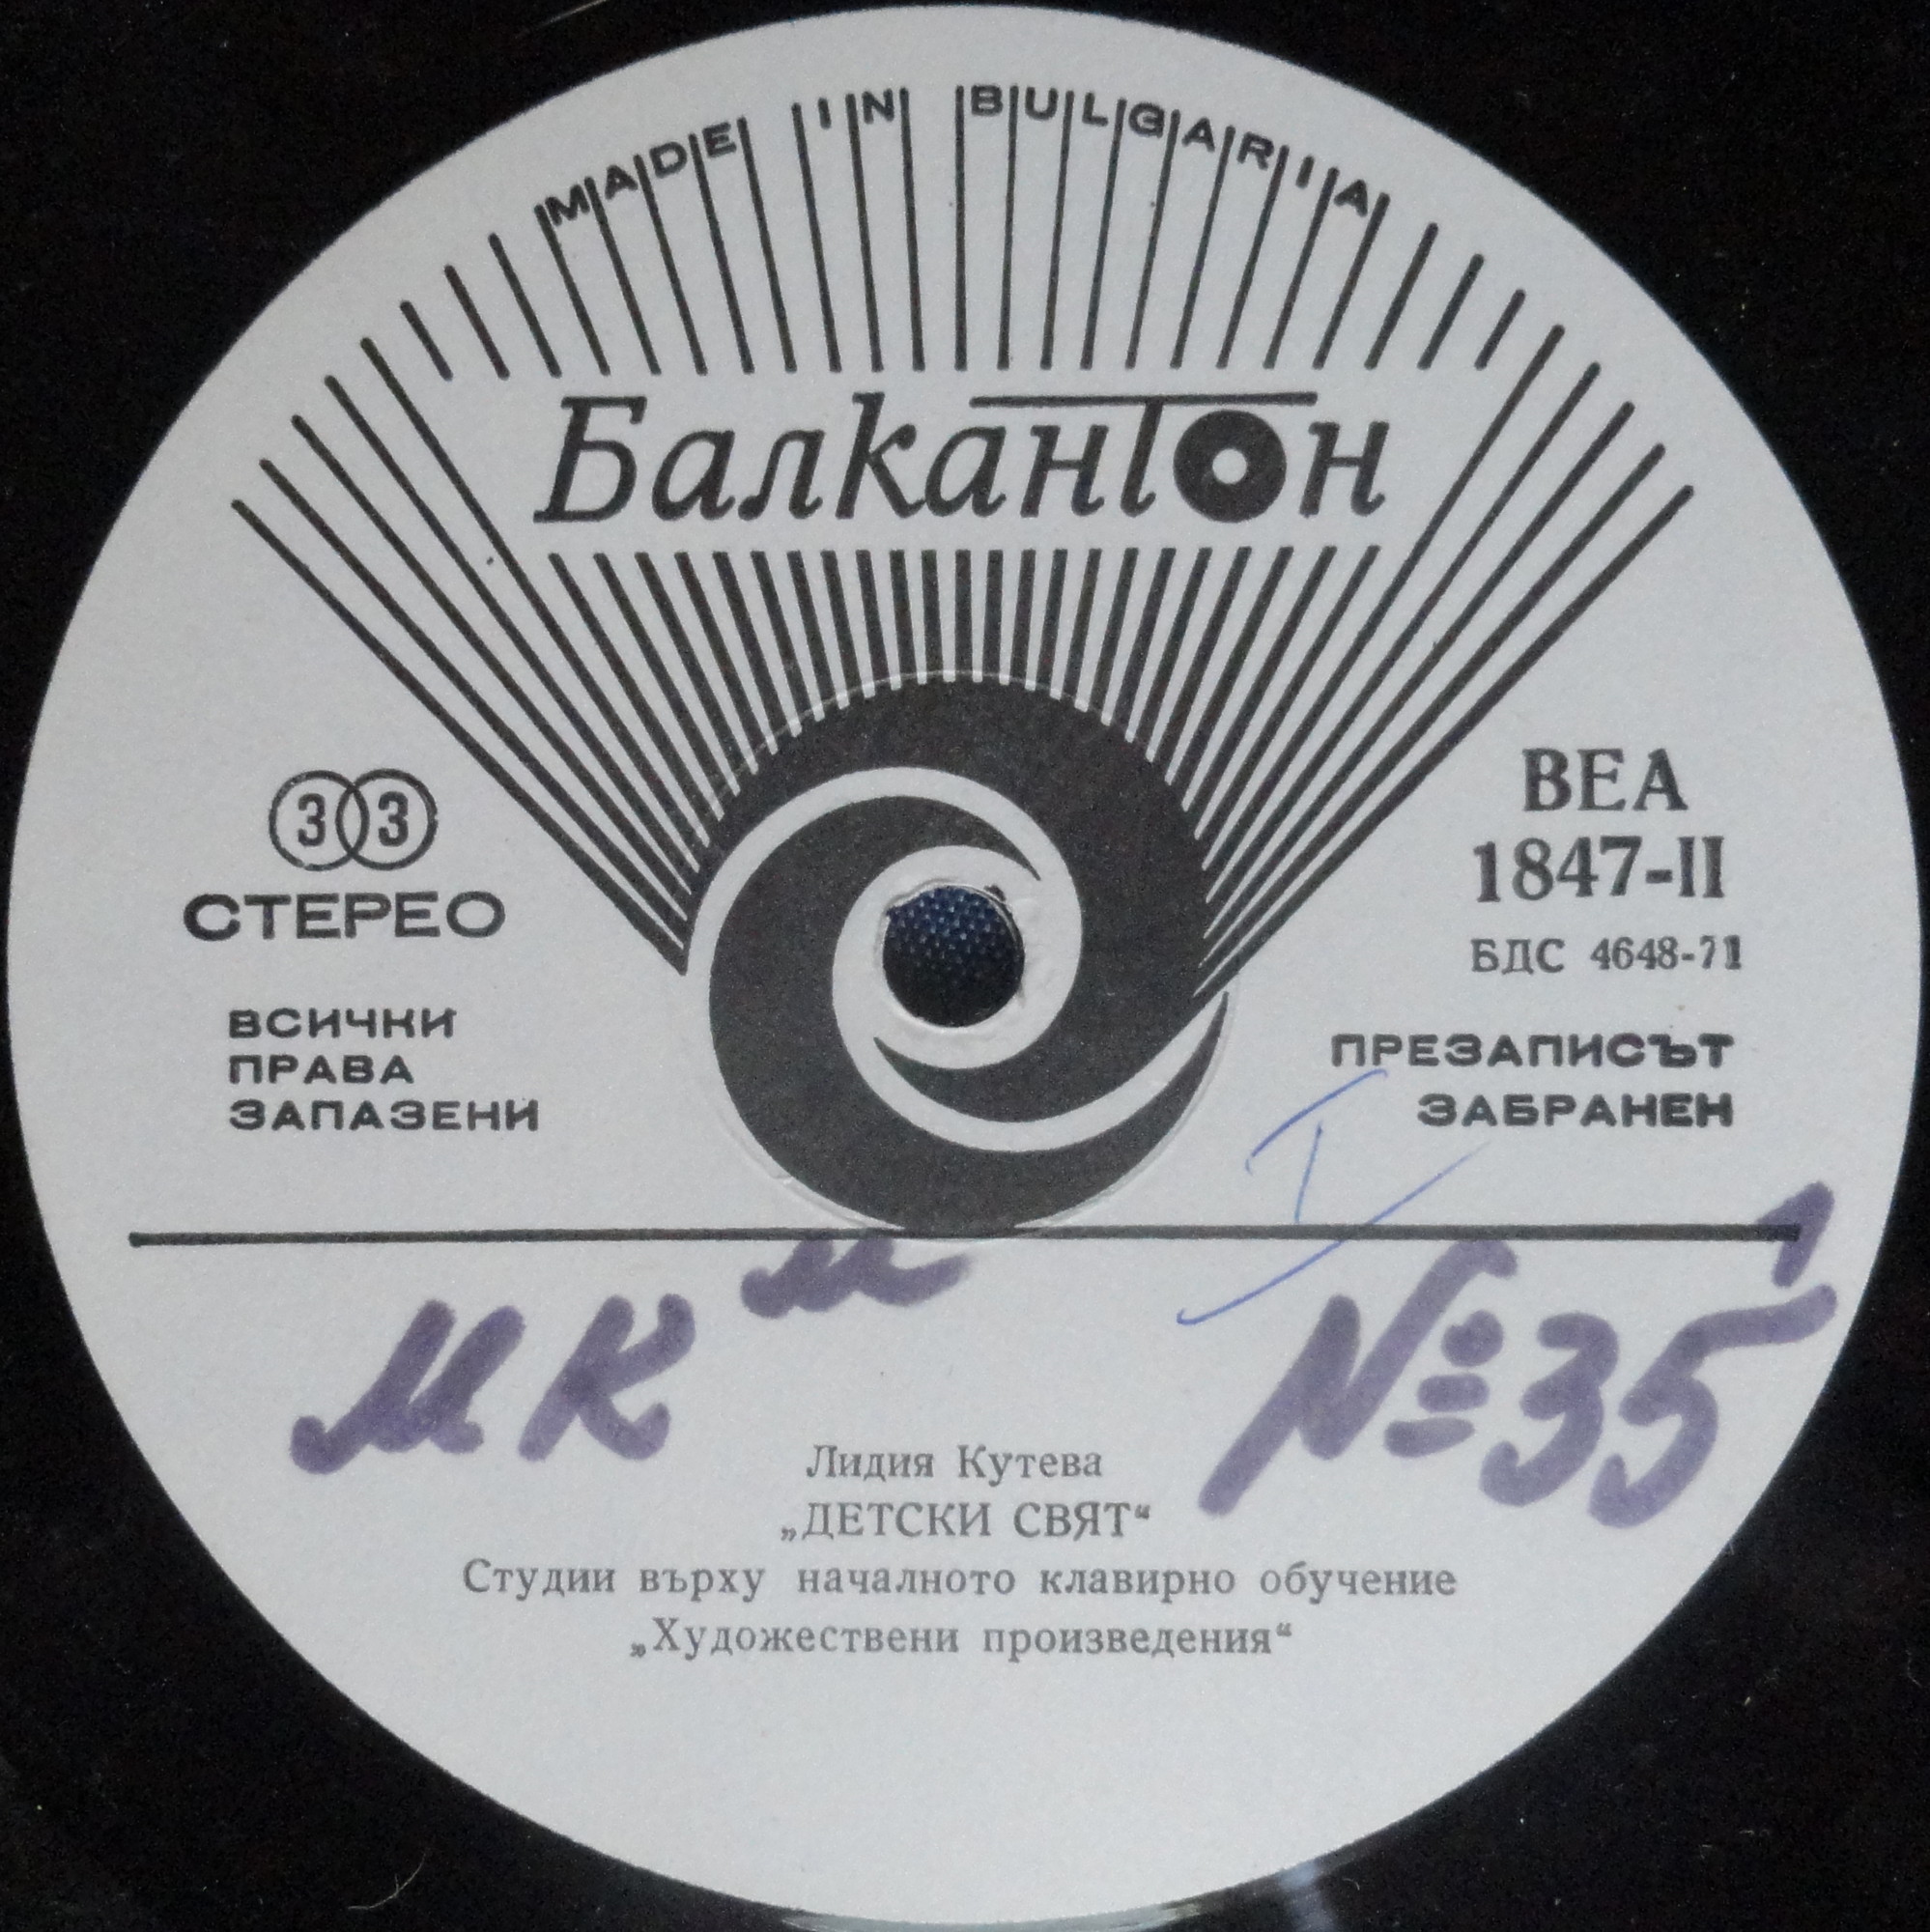 MADE IN BULGARIA
Балкантон
33
СТЕРЕО
ВСИЧКИ
ПРАВА
ЗАПАЗЕНИ
ВЕА
1847-II
БДС 4648-71
ПРЕЗАПИСЪТ
ЗАБРАНЕН
I
МК
№35
Лидия Кутева
„ДЕТСКИ СВЯТ“
Студии върху началното клавирно обучение
„Художествени произведения“